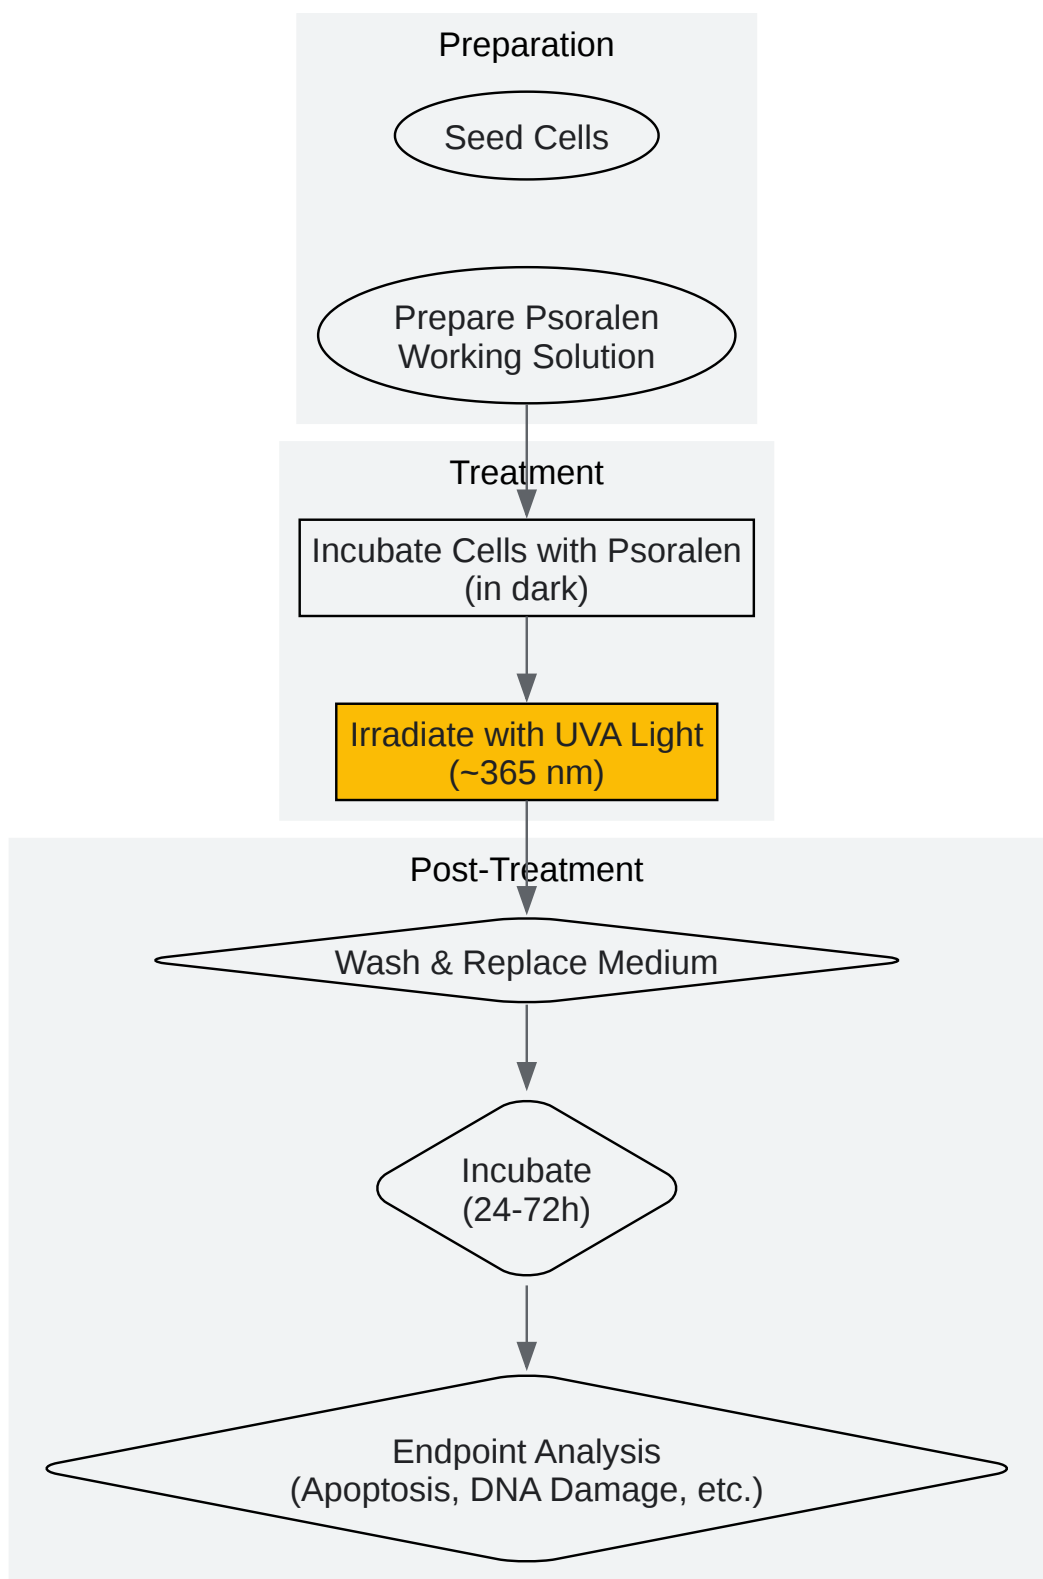 Preparation
Seed Cells
Prepare Psoralen
Working Solution
Treatment
Incubate Cells with Psoralen
(in dark)
Irradiate with UVA Light
(~365 nm)
Post-Treatment
Wash & Replace Medium
Incubate
(24-72h)
Endpoint Analysis
(Apoptosis, DNA Damage, etc.)